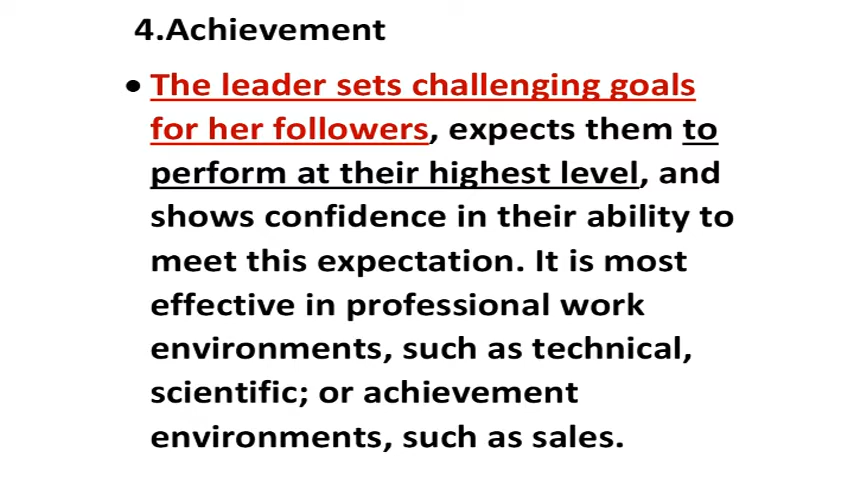 4.Achievement
• The leader sets challenging goals
for her followers, expects them to
perform at their highest level, and
shows confidence in their ability to
meet this expectation. It is most
effective in professional work
environments, such as technical,
scientific; or achievement
environments, such as sales.